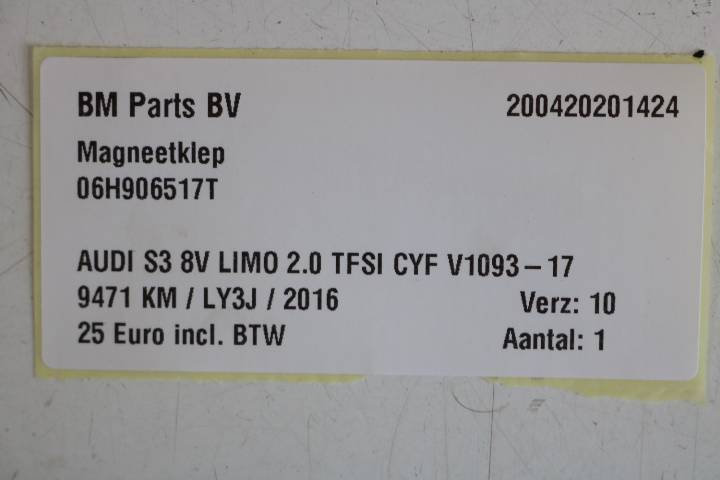 BM Parts BV 200420201424
Magneetklep
06H906517T
AUDI S3 8V LIMO 2.0 TFSI CYF V1093-17
9471 KM / LY3J / 2016 Verz: 10
25 Euro incl. BTW Aantal: 1